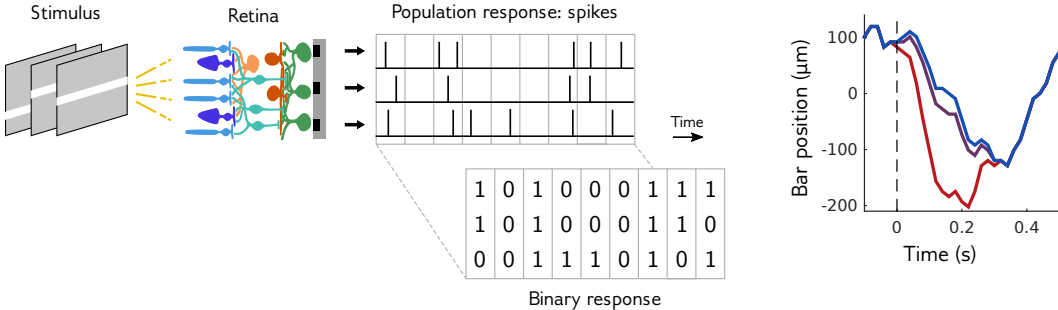 Stimulus
Retina
Population response: spikes
Time
1 0 1 0 0 0 1 1 1
1 0 1 0 0 0 1 1 0
0 0 1 1 1 0 1 0 1
Binary response
Bar position (µm)
100
0
-100
-200
0 0.2 0.4
Time (s)